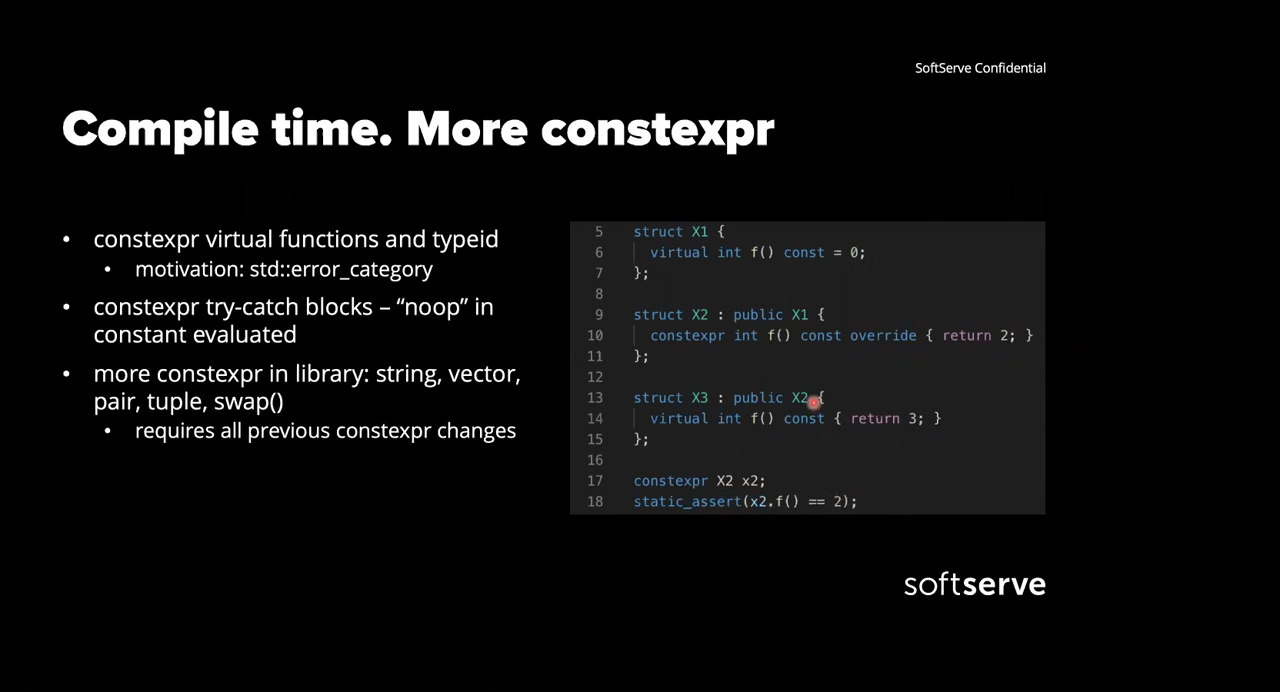 SoftServe Confidential
Compile time. More constexpr
• constexpr virtual functions and typeid
• motivation: std::error_category
• constexpr try-catch blocks – “noop” in
constant evaluated
• more constexpr in library: string, vector,
pair, tuple, swap()
• requires all previous constexpr changes
5 struct X1 {
6 virtual int f() const = 0;
7 };
8
9 struct X2 : public X1 {
10 constexpr int f() const override { return 2; }
11 };
12
13 struct X3 : public X2 {
14 virtual int f() const { return 3; }
15 };
16
17 constexpr X2 x2;
18 static_assert(x2.f() == 2);
softserve